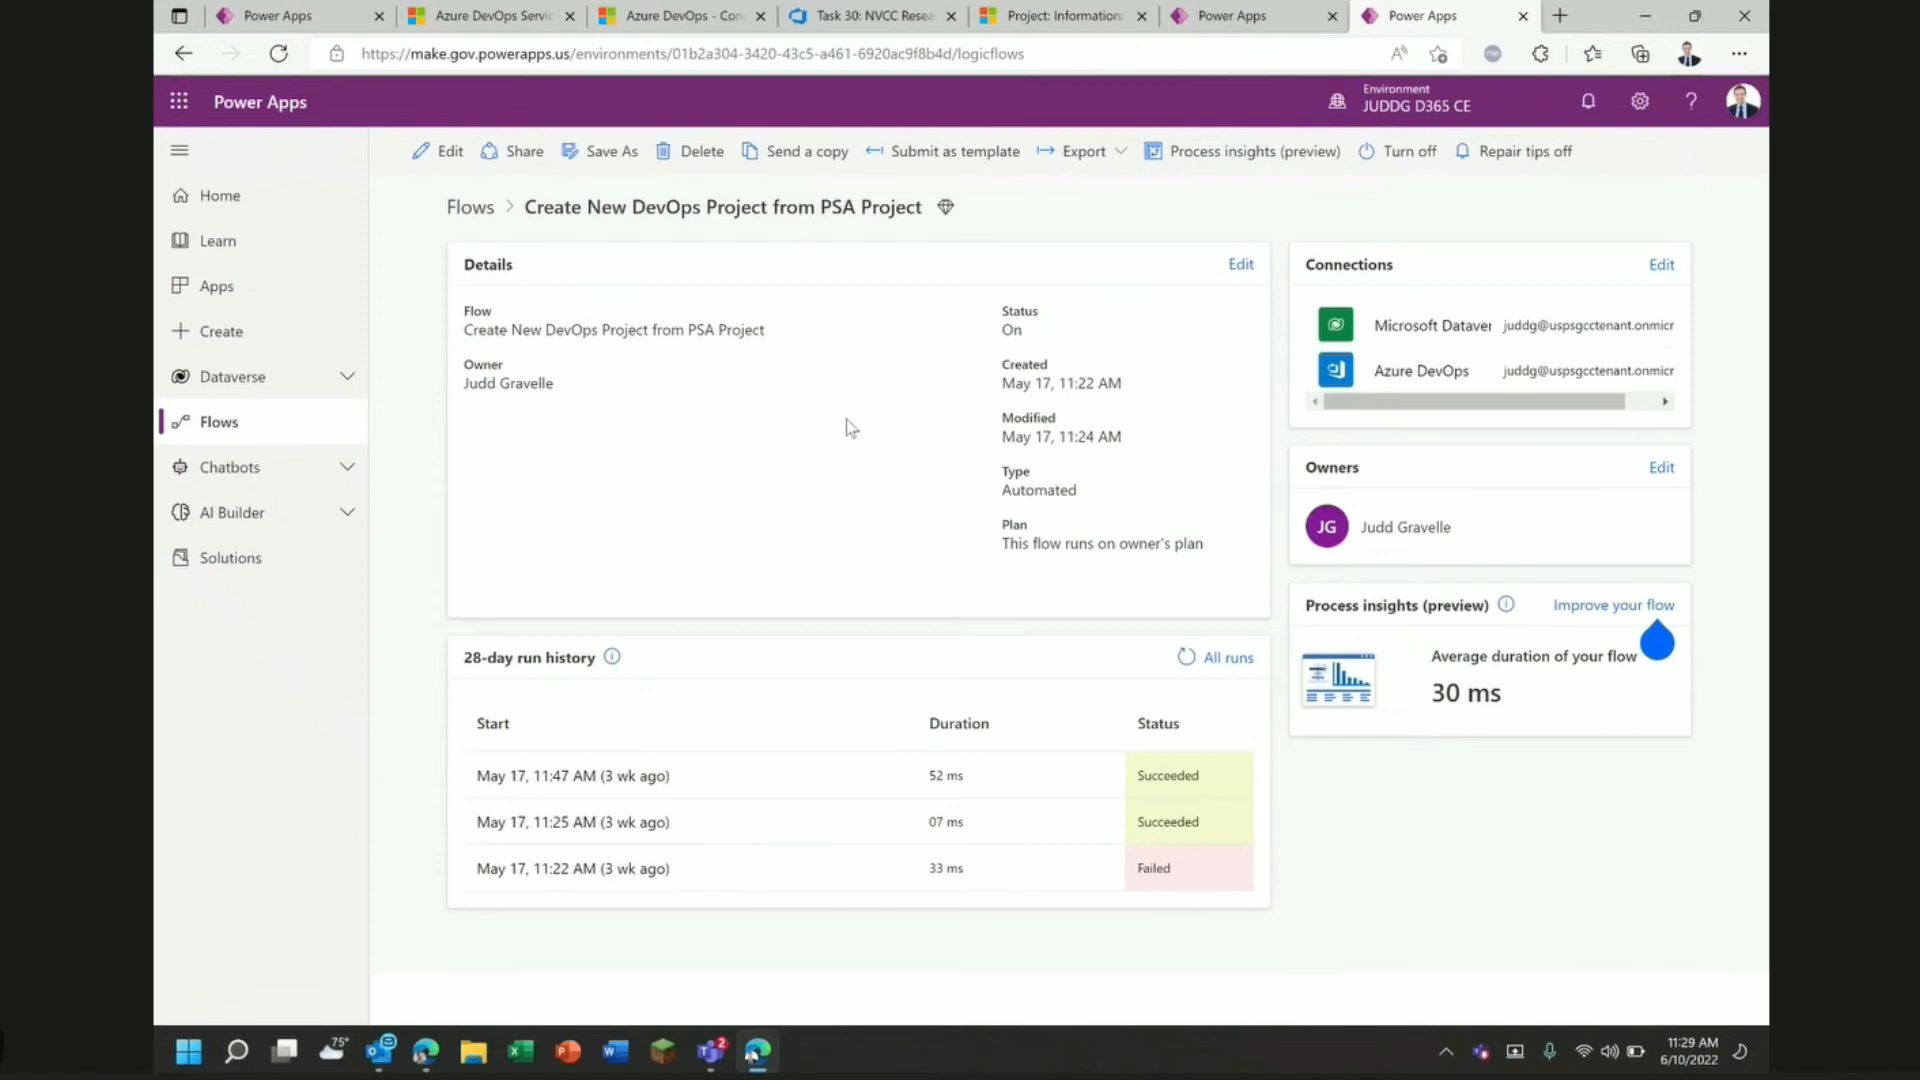 Power Apps
Azure DevOps Servic
Azure DevOps - Con
Task 30: NVCC Resea
Project: Information:
Power Apps
Power Apps
https://make.gov.powerapps.us/environments/01b2a304-3420-43c5-a461-6920ac9f8b4d/logicflows
Power Apps
Environment
JUDDG D365 CE
Edit
Share
Save As
Delete
Send a copy
Submit as template
Export
Process insights (preview)
Turn off
Repair tips off
Home
Learn
Apps
Create
Dataverse
Flows
Chatbots
AI Builder
Solutions
Flows > Create New DevOps Project from PSA Project
Details
Edit
Flow
Create New DevOps Project from PSA Project
Owner
Judd Gravelle
Status
On
Created
May 17, 11:22 AM
Modified
May 17, 11:24 AM
Type
Automated
Plan
This flow runs on owner's plan
Connections
Edit
Microsoft Dataver juddg@uspsgcctenant.onmicr
Azure DevOps juddg@uspsgcctenant.onmicr
Owners
Edit
JG Judd Gravelle
Process insights (preview)
Improve your flow
Average duration of your flow
30 ms
28-day run history
All runs
Start Duration Status
May 17, 11:47 AM (3 wk ago) 52 ms Succeeded
May 17, 11:25 AM (3 wk ago) 07 ms Succeeded
May 17, 11:22 AM (3 wk ago) 33 ms Failed
75°
2
11:29 AM
6/10/2022